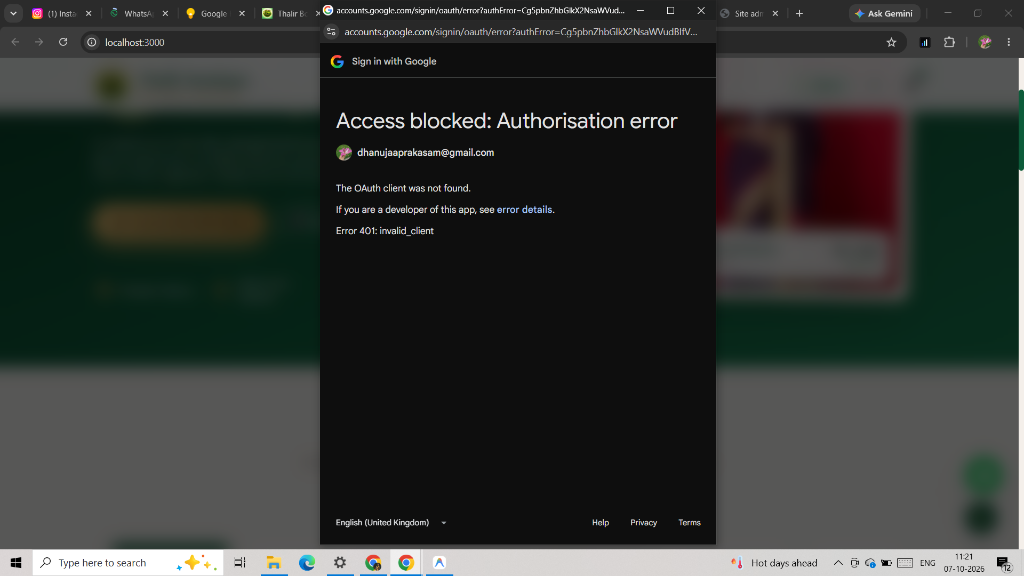 (1) Insta
WhatsA
Google
Thalir B
accounts.google.com/signin/oauth/error?authError=Cg5pbnZhbGlkX2NsaWVud...
Site adr
Ask Gemini
localhost:3000
accounts.google.com/signin/oauth/error?authError=Cg5pbnZhbGlkX2NsaWVudBIfV...
Sign in with Google
Access blocked: Authorisation error
dhanujaaprakasam@gmail.com
The OAuth client was not found.
If you are a developer of this app, see error details.
Error 401: invalid_client
English (United Kingdom)
Help
Privacy
Terms
Type here to search
Hot days ahead
ENG
11:21
07-10-2026
12